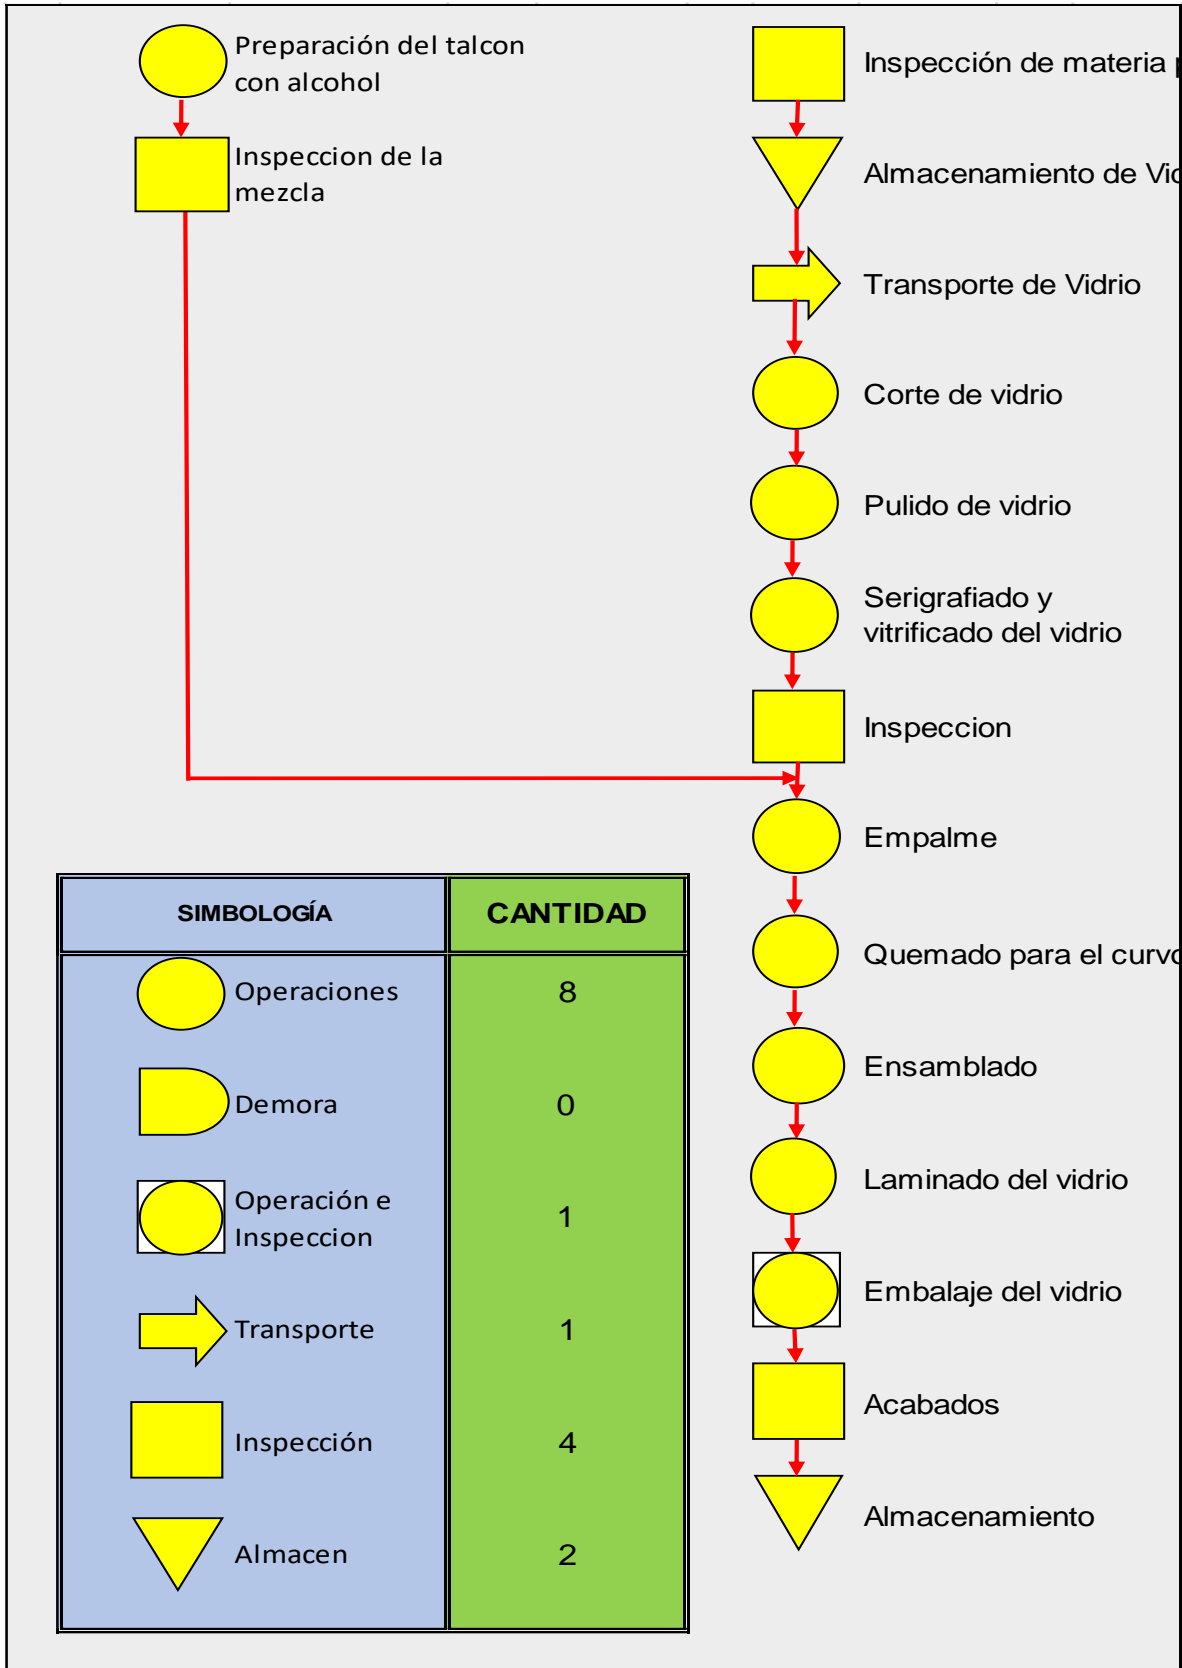 Preparación del talcon
con alcohol
Inspeccion de la
mezcla
Inspección de materia
Almacenamiento de
Transporte de Vidrio
Corte de vidrio
Pulido de vidrio
Serigrafiado y
vitrificado del vidrio
Inspeccion
Empalme
Quemado para el
Ensamblado
Laminado del vidrio
Embalaje del vidrio
Acabados
Almacenamiento
SIMBOLOGÍA CANTIDAD
Operaciones 8
Demora 0
Operación e
Inspeccion 1
Transporte 1
Inspección 4
Almacen 2